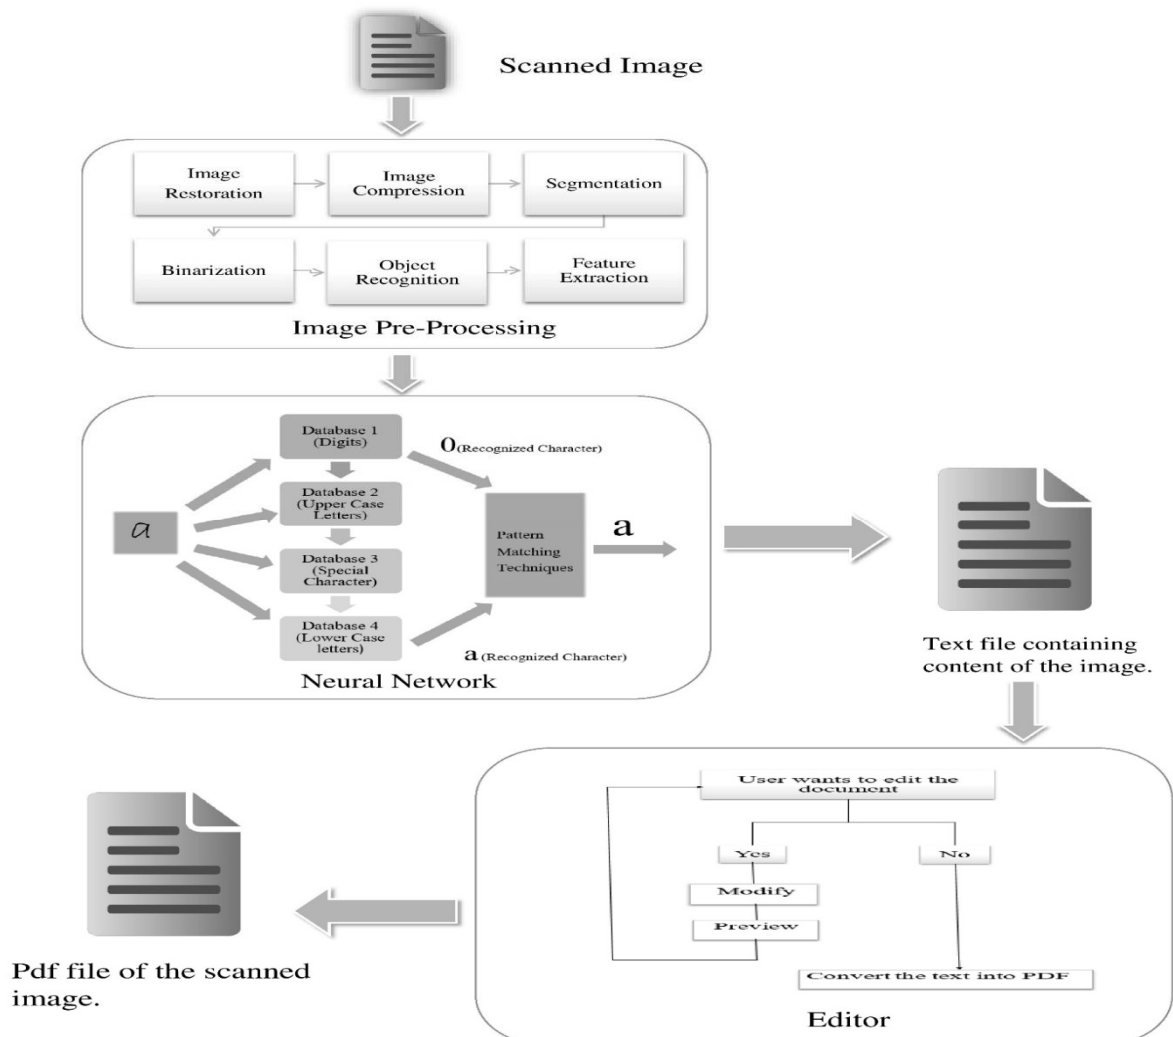 Scanned Image
Image
Restoration
Image
Compression
Segmentation
Binarization
Object
Recognition
Feature
Extraction
Image Pre-Processing
Database 1
(Digits)
0(Recognized Character)
Database 2
(Upper Case
Letters)
a
Database 3
(Special
Character)
Pattern
Matching
Techniques
a
Database 4
(Lower Case
letters)
a (Recognized Character)
Neural Network
Text file containing
content of the image.
User wants to edit the
document
Yes
No
Modify
Preview
Convert the text into PDF
Editor
Pdf file of the scanned
image.